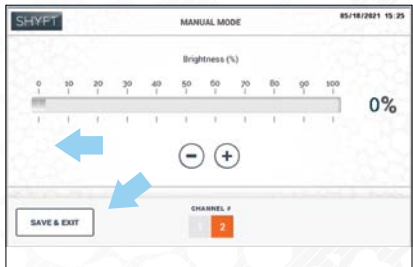 SHYFT
MANUAL MODE
05/18/2021 15:25
Brightness (%)
0 10 20 30 40 50 60 70 80 90 100
0%
CHANNEL #
SAVE & EXIT
1 2